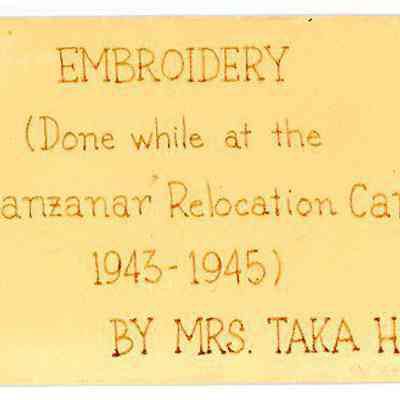 EMBROIDERY
(Done while at the
anzanar Relocation Ca
1943-1945)
BY MRS. TAKA H